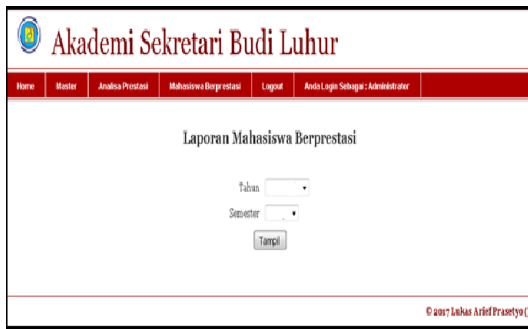 Akademi Sekretari Budi Luhur
Home Master Analisa Prestasi Mahasiswa Berprestasi Logout Anda Login Sebagai : Administrator
Laporan Mahasiswa Berprestasi
Tahun
Semester
Tampil
© 2017 Lukas Arief Prasetyo (